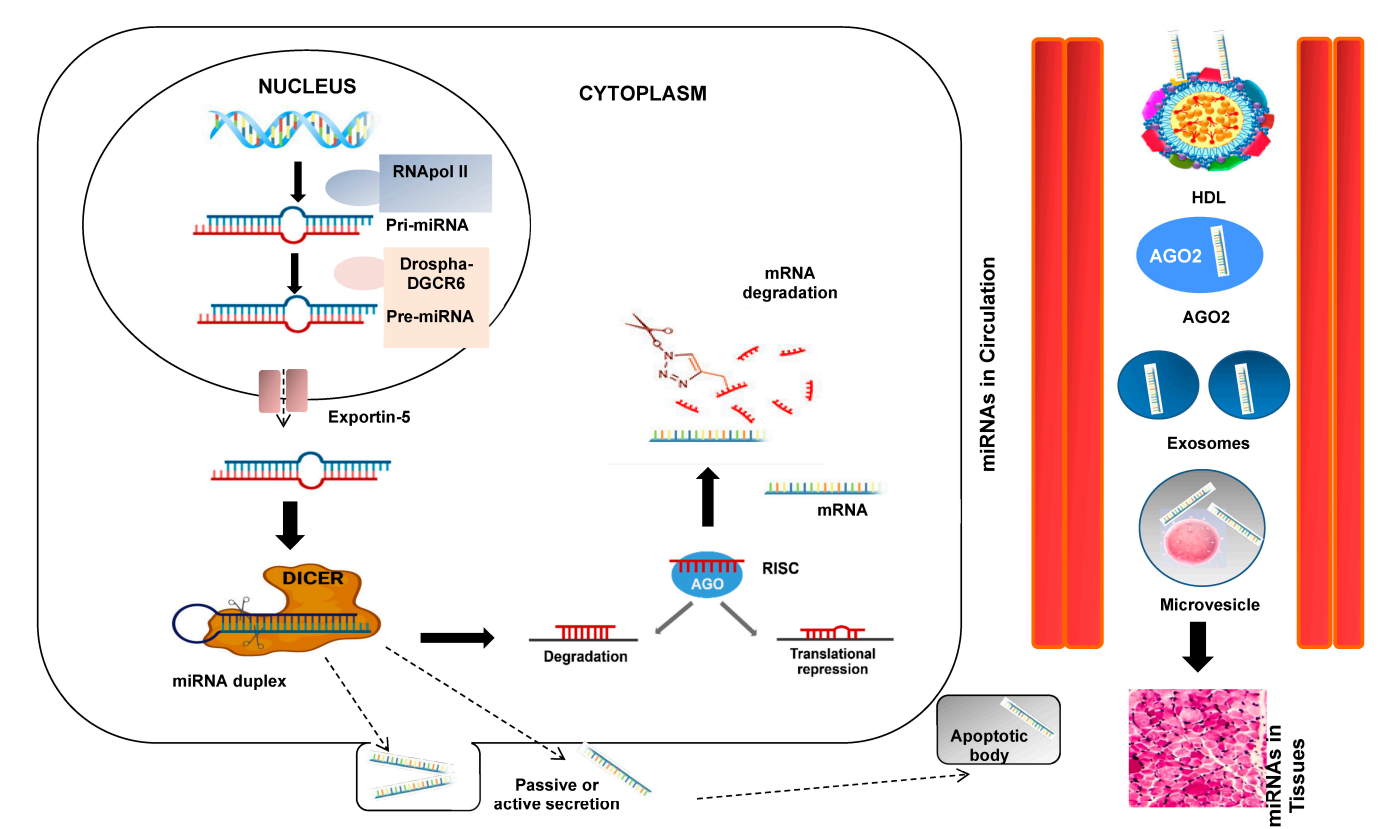 NUCLEUS
CYTOPLASM
RNApol II
Pri-miRNA
Drospha-
DGCR6
Pre-miRNA
Exportin-5
DICER
miRNA duplex
mRNA
degradation
N
N
N
mRNA
RISC
AGO
Degradation
Translational
repression
Passive or
active secretion
Apoptotic
body
miRNAs in Circulation
HDL
AGO2
AGO2
Exosomes
Microvesicle
miRNAs in
Tissues